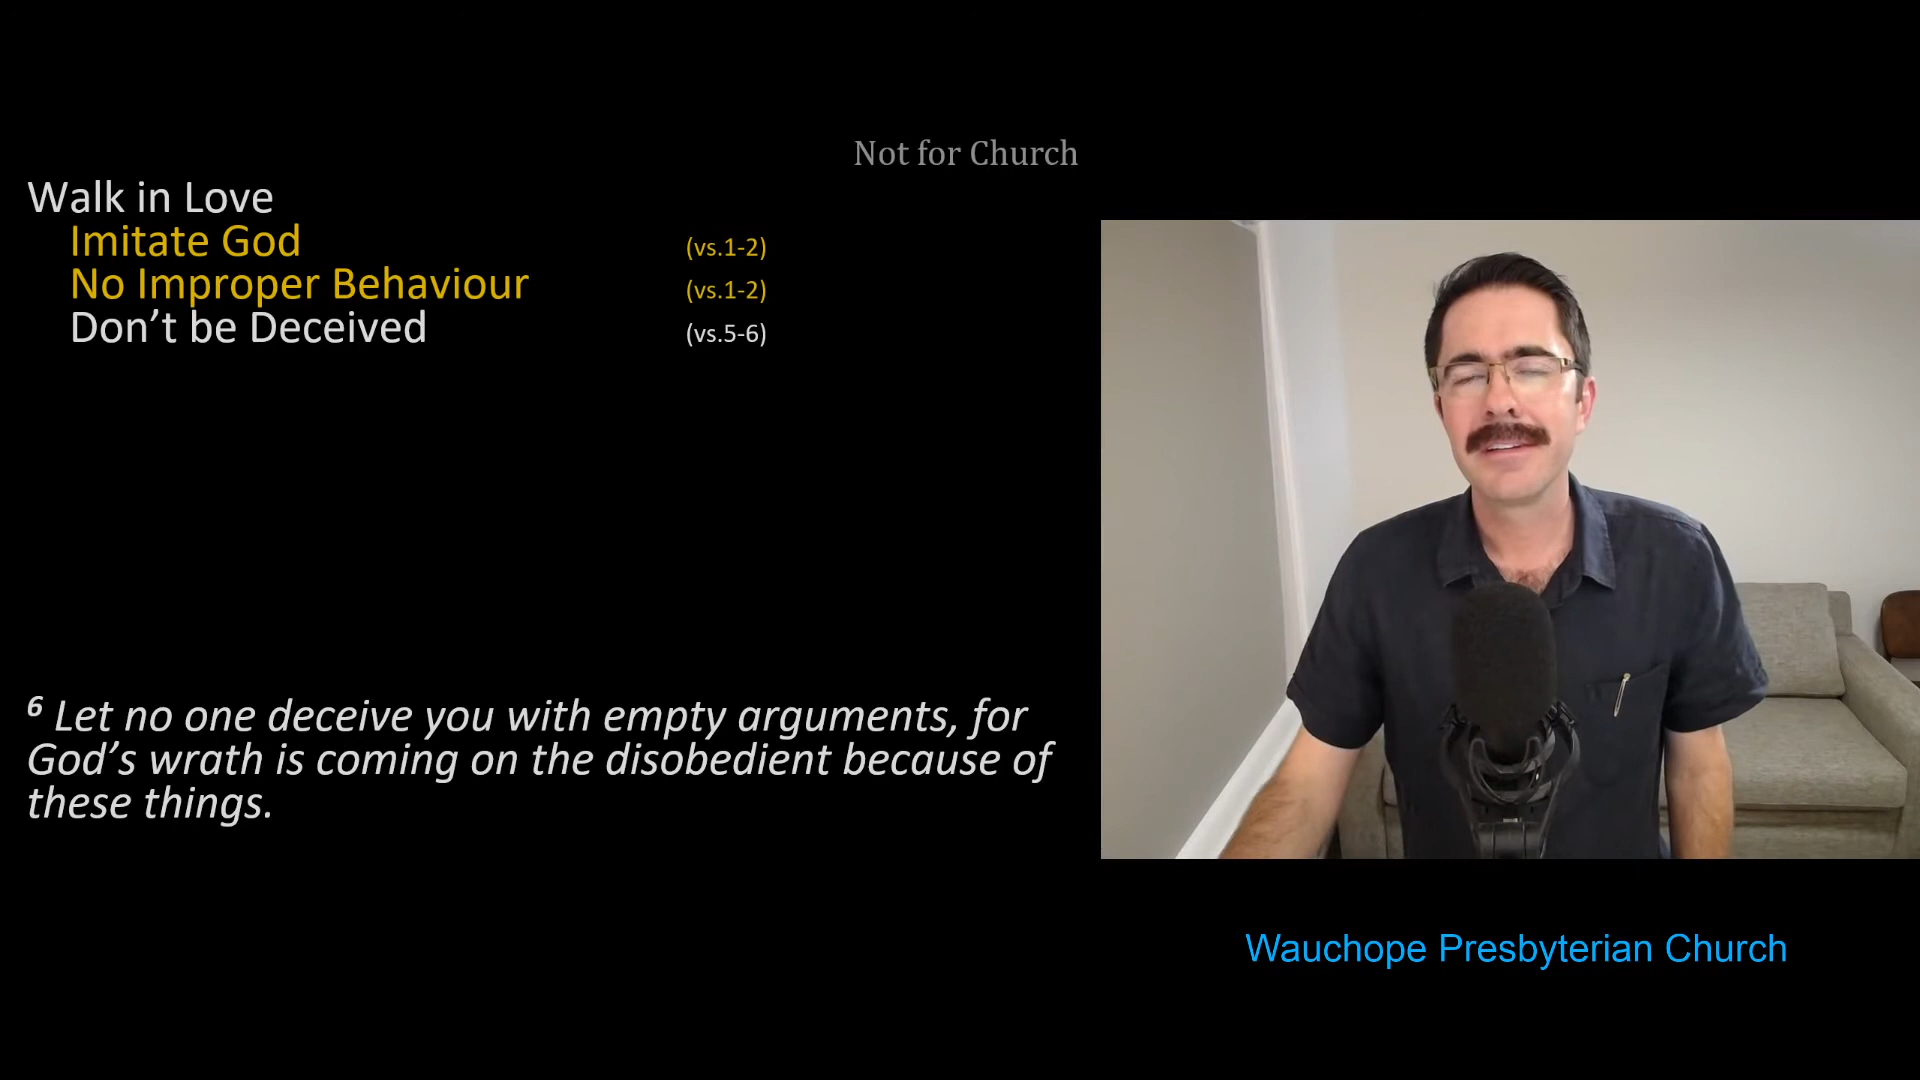 Not for Church
Walk in Love
Imitate God (vs.1-2)
No Improper Behaviour (vs.1-2)
Don’t be Deceived (vs.5-6)
6 Let no one deceive you with empty arguments, for
God’s wrath is coming on the disobedient because of
these things.
Wauchope Presbyterian Church